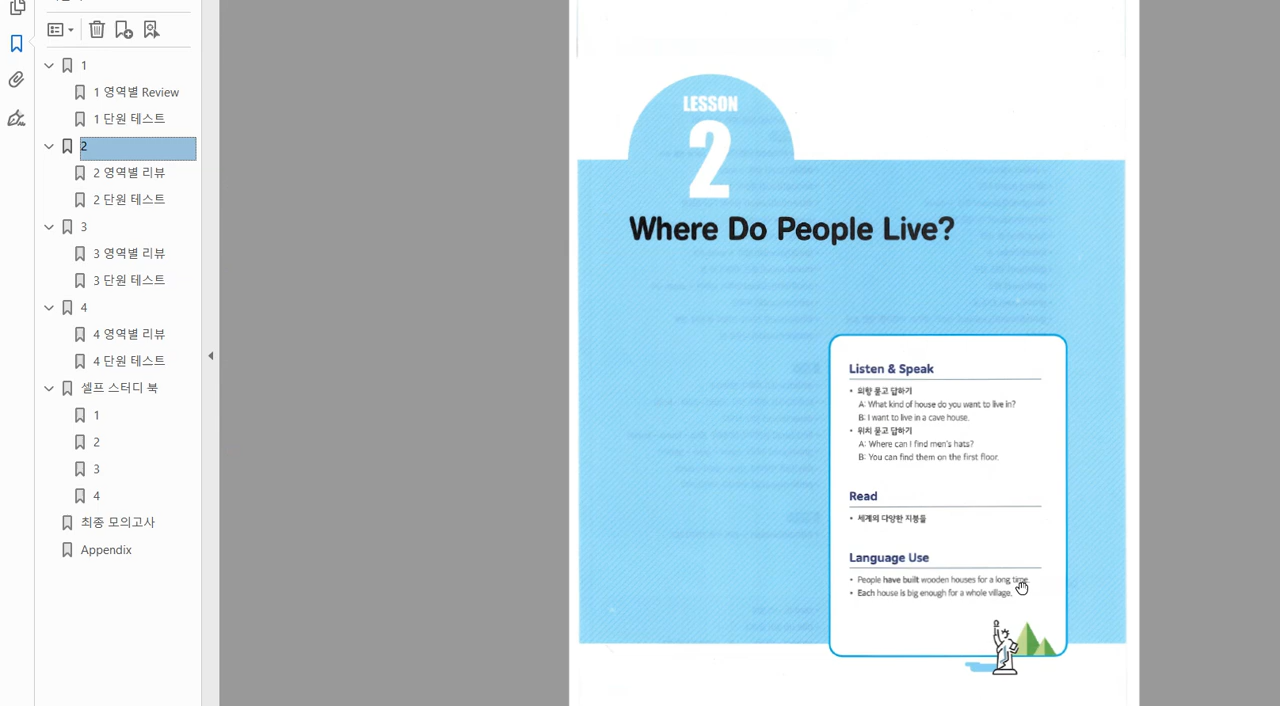 1
1 영역별 Review
1 단원 테스트
2
2 영역별 리뷰
2 단원 테스트
3
3 영역별 리뷰
3 단원 테스트
4
4 영역별 리뷰
4 단원 테스트
셀프 스터디 북
1
2
3
4
최종 모의고사
Appendix
LESSON
2
Where Do People Live?
Listen & Speak
• 의향 묻고 답하기
A: What kind of house do you want to live in?
B: I want to live in a cave house.
• 위치 묻고 답하기
A: Where can I find men's hats?
B: You can find them on the first floor.
Read
• 세계의 다양한 지붕들
Language Use
• People have built wooden houses for a long time.
• Each house is big enough for a whole village.